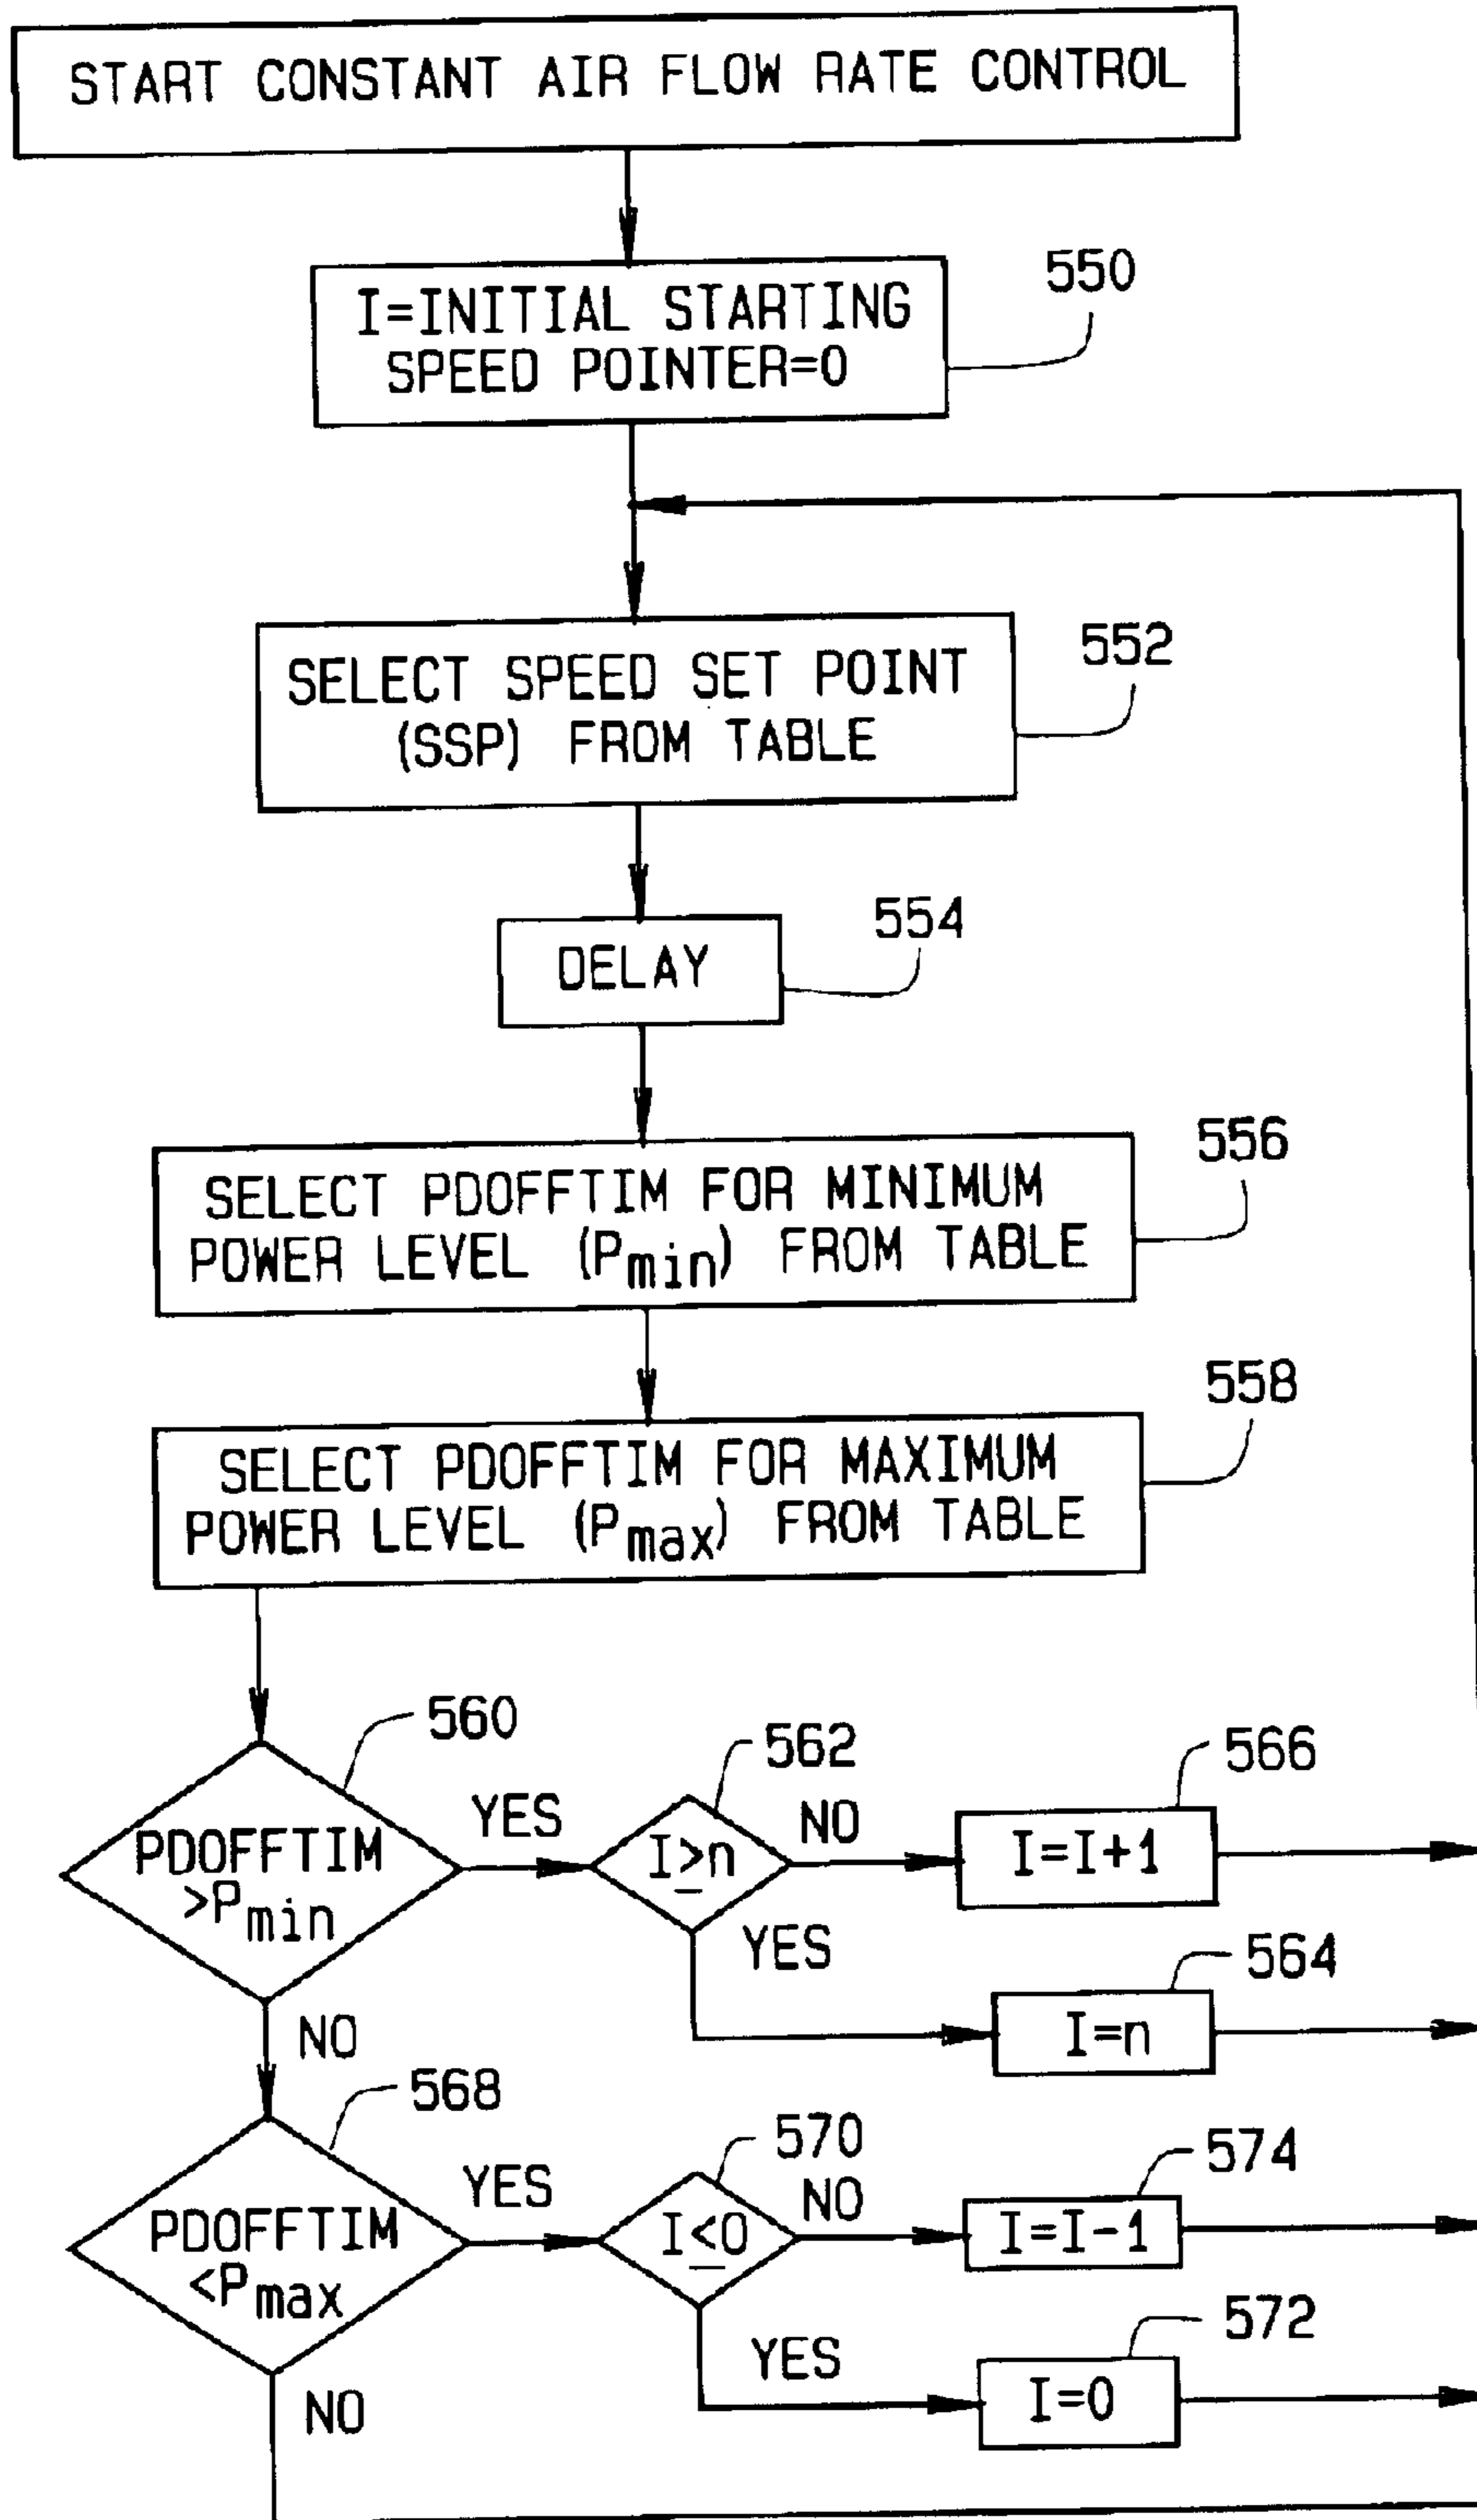 START CONSTANT AIR FLOW RATE CONTROL
550
I=INITIAL STARTING
SPEED POINTER=0
552
SELECT SPEED SET POINT
(SSP) FROM TABLE
554
DELAY
556
SELECT PDOFFTIM FOR MINIMUM
POWER LEVEL (Pmin) FROM TABLE
558
SELECT PDOFFTIM FOR MAXIMUM
POWER LEVEL (Pmax) FROM TABLE
560
PDOFFTIM
>Pmin
YES
562
I≥n
NO
566
I=I+1
YES
564
I=n
NO
568
PDOFFTIM
<Pmax
YES
570
I≤0
NO
574
I=I-1
YES
572
I=0
NO